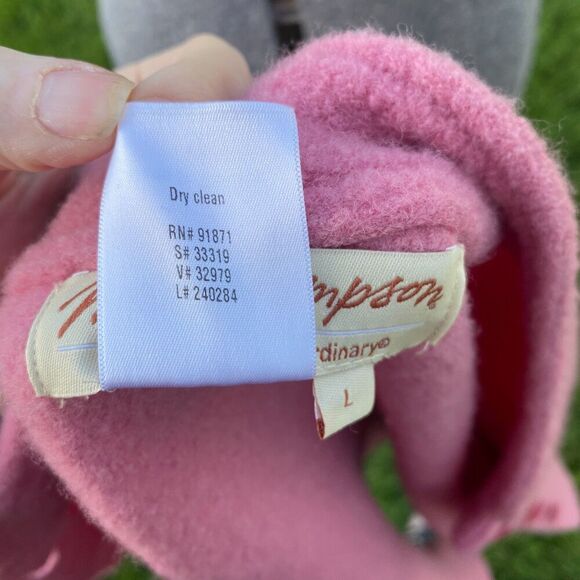 Dry clean
RN# 91871
S# 33319
V# 32979
L# 240284
mpson
rdinary®
L